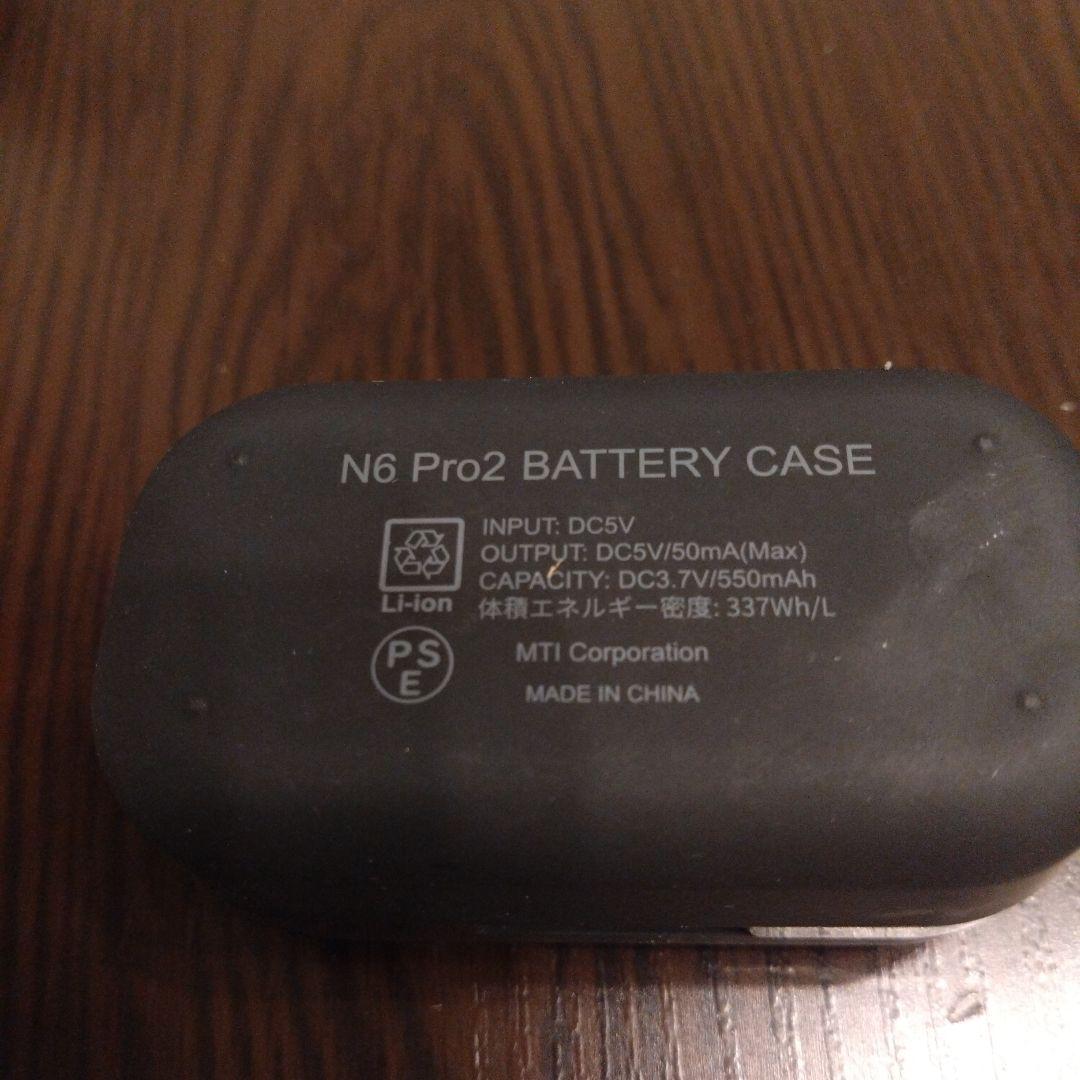 N6 Pro2 BATTERY CASE
INPUT: DC5V
OUTPUT: DC5V/50mA(Max)
CAPACITY: DC3.7V/550mAh
Li-ion
体積エネルギー密度: 337Wh/L
PSE
MTI Corporation
MADE IN CHINA